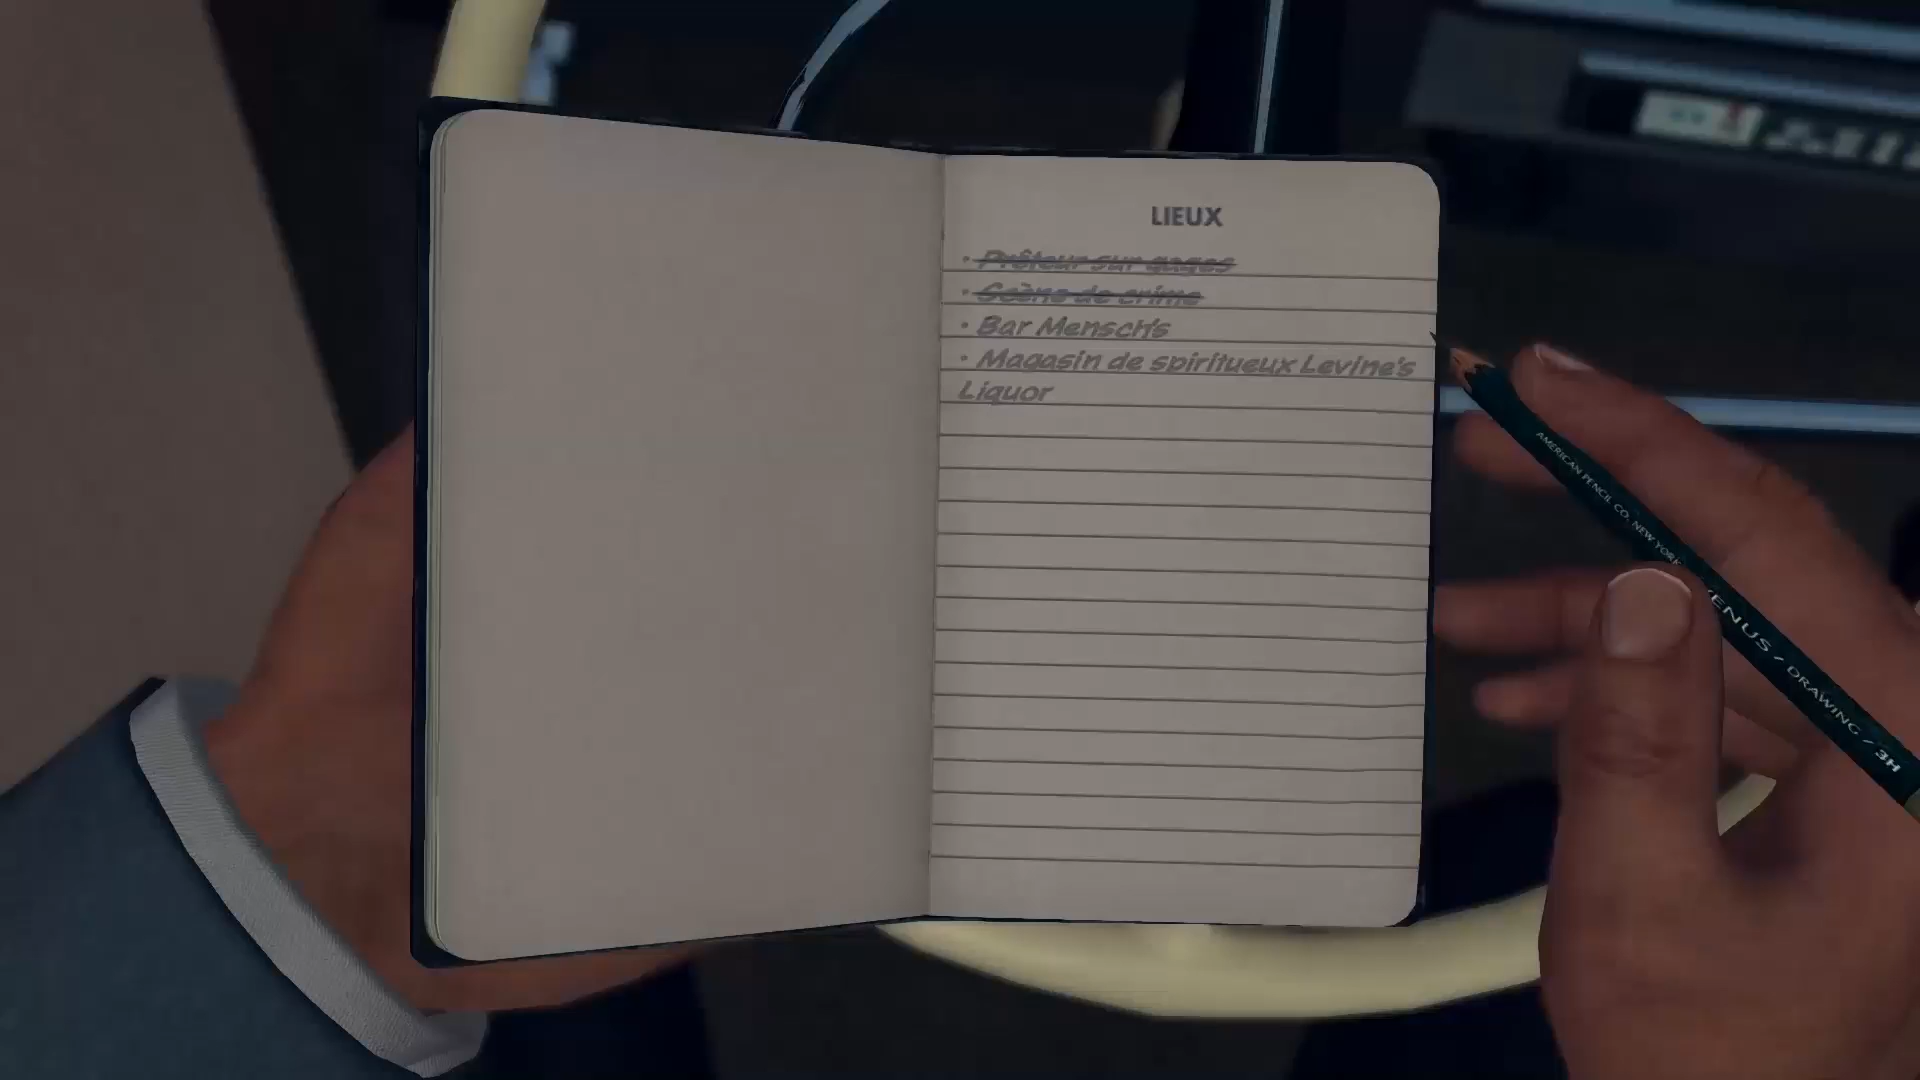 LIEUX
• Prêteur sur gages
• Scène de crime
• Bar Mensch's
• Magasin de spiritueux Levine's
Liquor
AMERICAN PENCIL CO. NEW YORK
VENUS / DRAWING / 3H